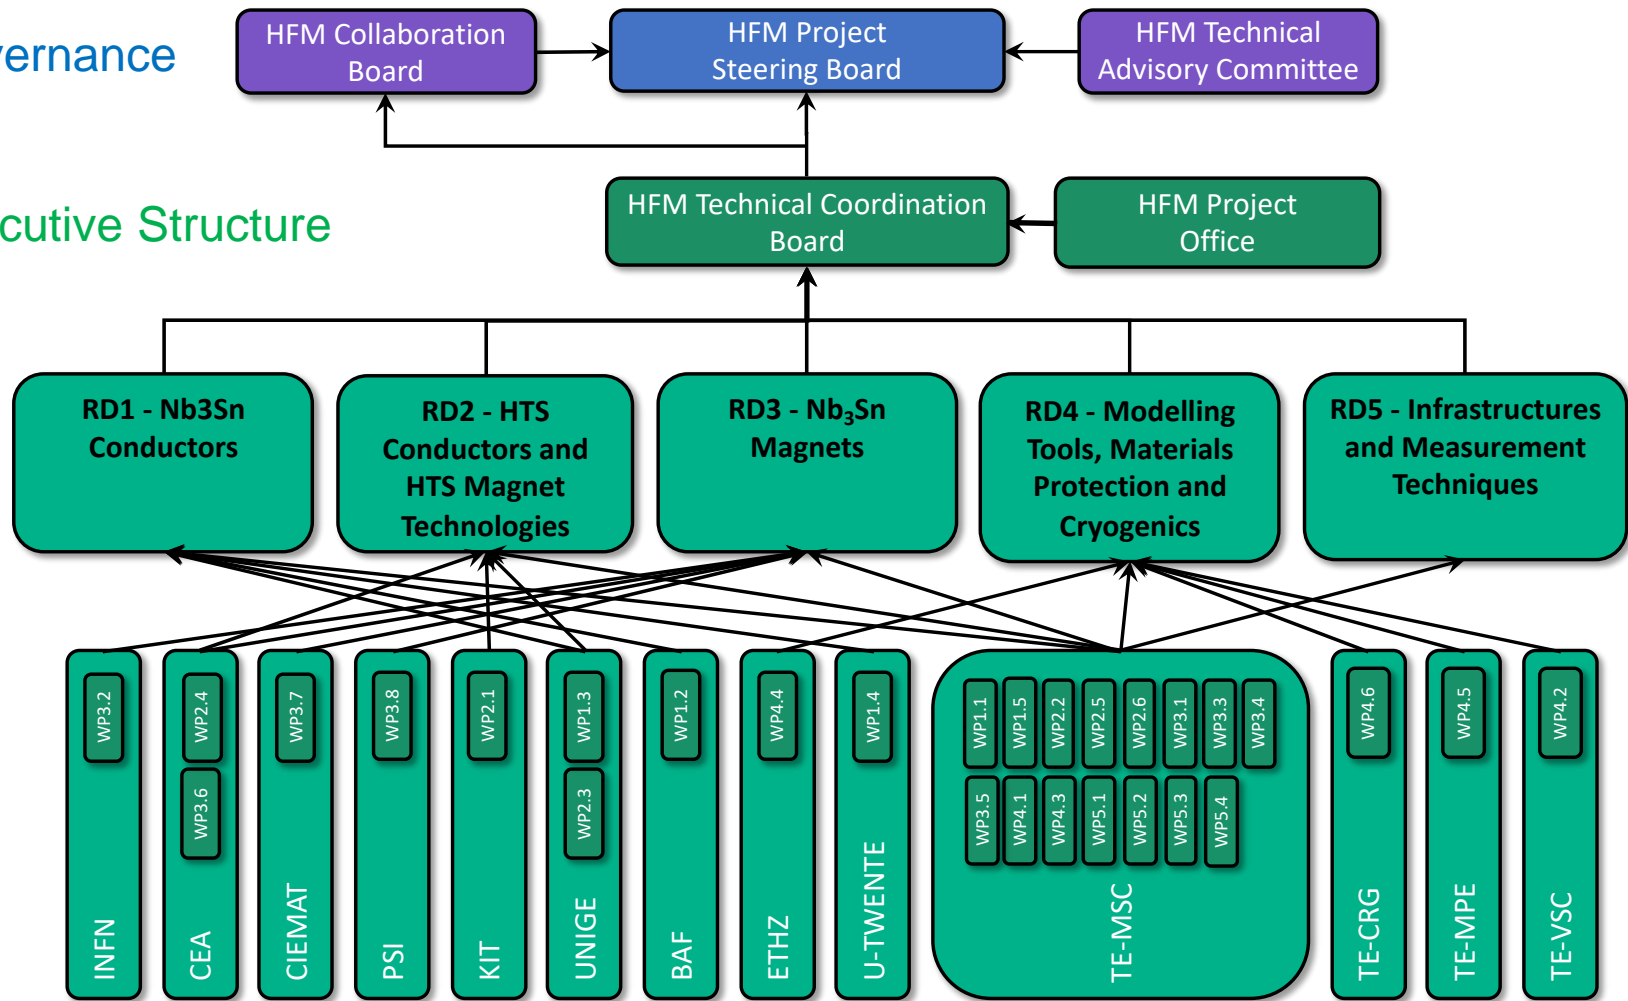 vernance
HFM Collaboration
Board
HFM Project
Steering Board
HFM Technical
Advisory Committee
cutive Structure
HFM Technical Coordination
Board
HFM Project
Office
RD1 - Nb3Sn
Conductors
RD2 - HTS
Conductors and
HTS Magnet
Technologies
RD3 - Nb₃Sn
Magnets
RD4 - Modelling
Tools, Materials
Protection and
Cryogenics
RD5 - Infrastructures
and Measurement
Techniques
WP3.2
INFN
WP2.4
WP3.6
CEA
WP3.7
CIEMAT
WP3.8
PSI
WP2.1
KIT
WP1.3
WP2.3
UNIGE
WP1.2
BAF
WP4.4
ETHZ
WP1.4
U-TWENTE
WP1.1
WP1.5
WP2.2
WP2.5
WP2.6
WP3.1
WP3.3
WP3.4
WP3.5
WP4.1
WP4.3
WP5.1
WP5.2
WP5.3
WP5.4
TE-MSC
WP4.6
TE-CRG
WP4.5
TE-MPE
WP4.2
TE-VSC